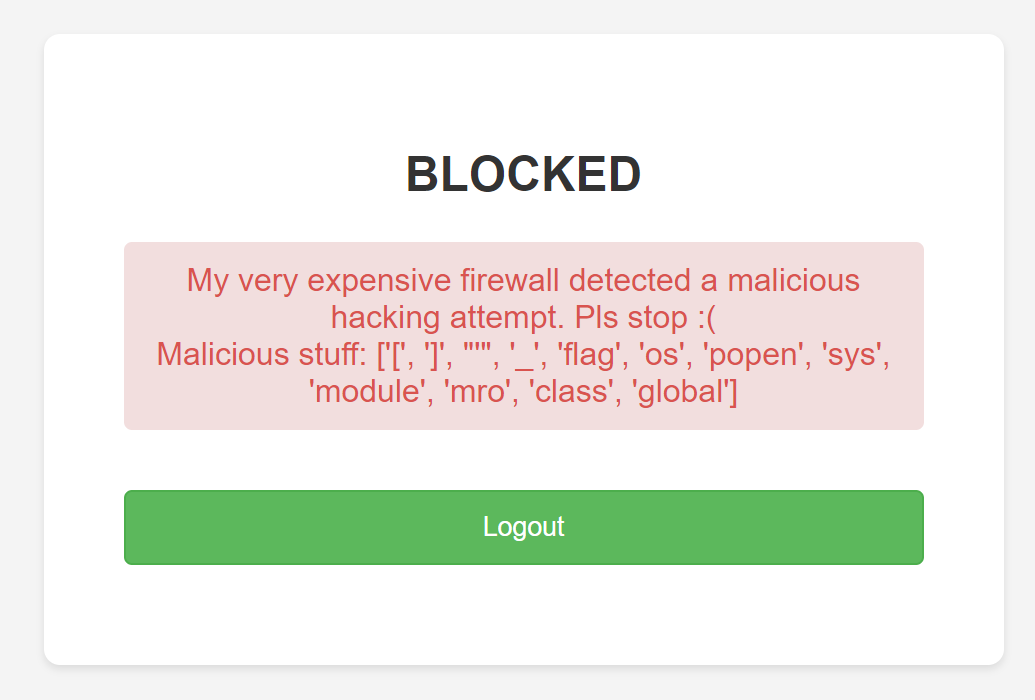 BLOCKED
My very expensive firewall detected a malicious
hacking attempt. Pls stop :(
Malicious stuff: ['[', ']', "'", '_', 'flag', 'os', 'popen', 'sys',
'module', 'mro', 'class', 'global']
Logout